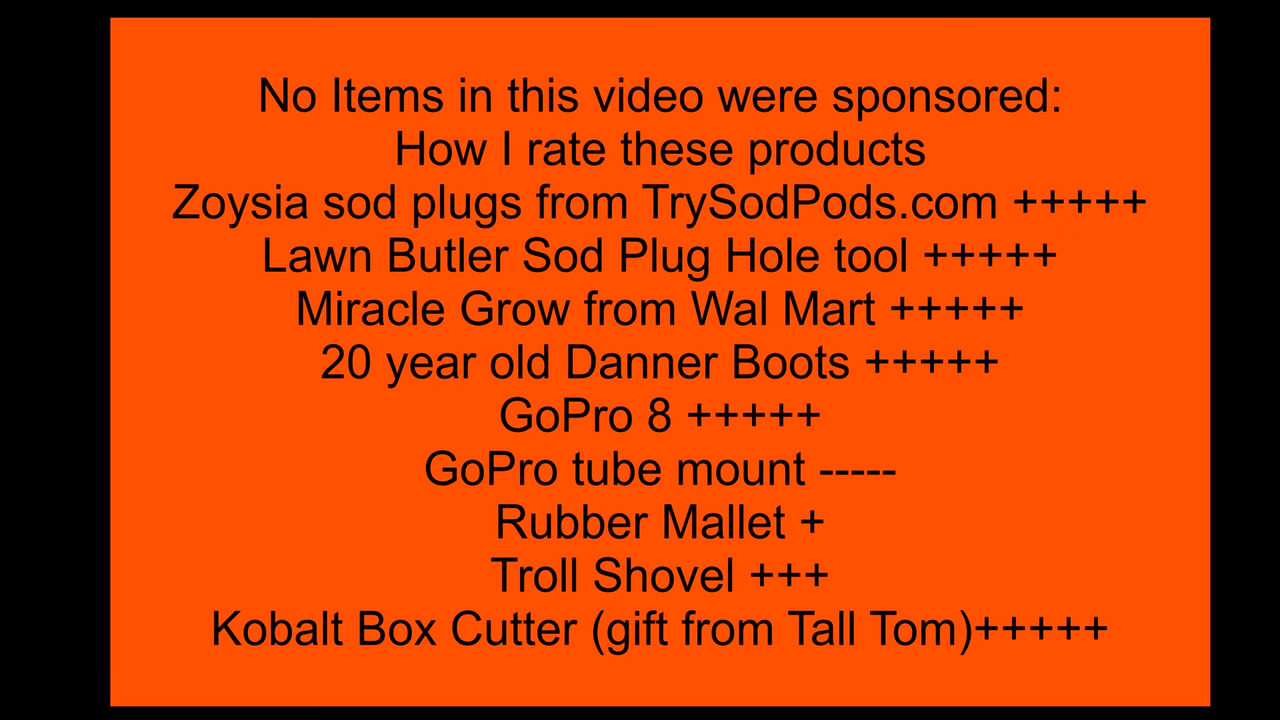 No Items in this video were sponsored:
How I rate these products
Zoysia sod plugs from TrySodPods.com +++++
Lawn Butler Sod Plug Hole tool +++++
Miracle Grow from Wal Mart +++++
20 year old Danner Boots +++++
GoPro 8 +++++
GoPro tube mount -----
Rubber Mallet +
Troll Shovel +++
Kobalt Box Cutter (gift from Tall Tom)+++++